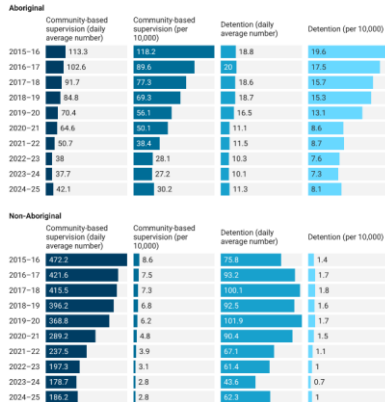 Aboriginal
Community-based supervision (daily average number) Community-based supervision (per 10,000) Detention (daily average number) Detention (per 10,000)
2015–16 113.3 118.2 18.8 19.6
2016–17 102.6 89.6 20 17.5
2017–18 91.7 77.3 18.6 15.7
2018–19 84.8 69.3 18.7 15.3
2019–20 70.4 56.1 16.5 13.1
2020–21 64.6 50.1 11.1 8.6
2021–22 50.7 38.4 11.5 8.7
2022–23 38 28.1 10.3 7.6
2023–24 37.7 27.2 10.1 7.3
2024–25 42.1 30.2 11.3 8.1
Non-Aboriginal
Community-based supervision (daily average number) Community-based supervision (per 10,000) Detention (daily average number) Detention (per 10,000)
2015–16 472.2 8.6 75.8 1.4
2016–17 421.6 7.5 93.2 1.7
2017–18 415.5 7.3 100.1 1.8
2018–19 396.2 6.8 92.5 1.6
2019–20 368.8 6.2 101.9 1.7
2020–21 289.2 4.8 90.4 1.5
2021–22 237.5 3.9 67.1 1.1
2022–23 197.3 3.1 61.4 1
2023–24 178.7 2.8 43.6 0.7
2024–25 186.2 2.8 62.3 1